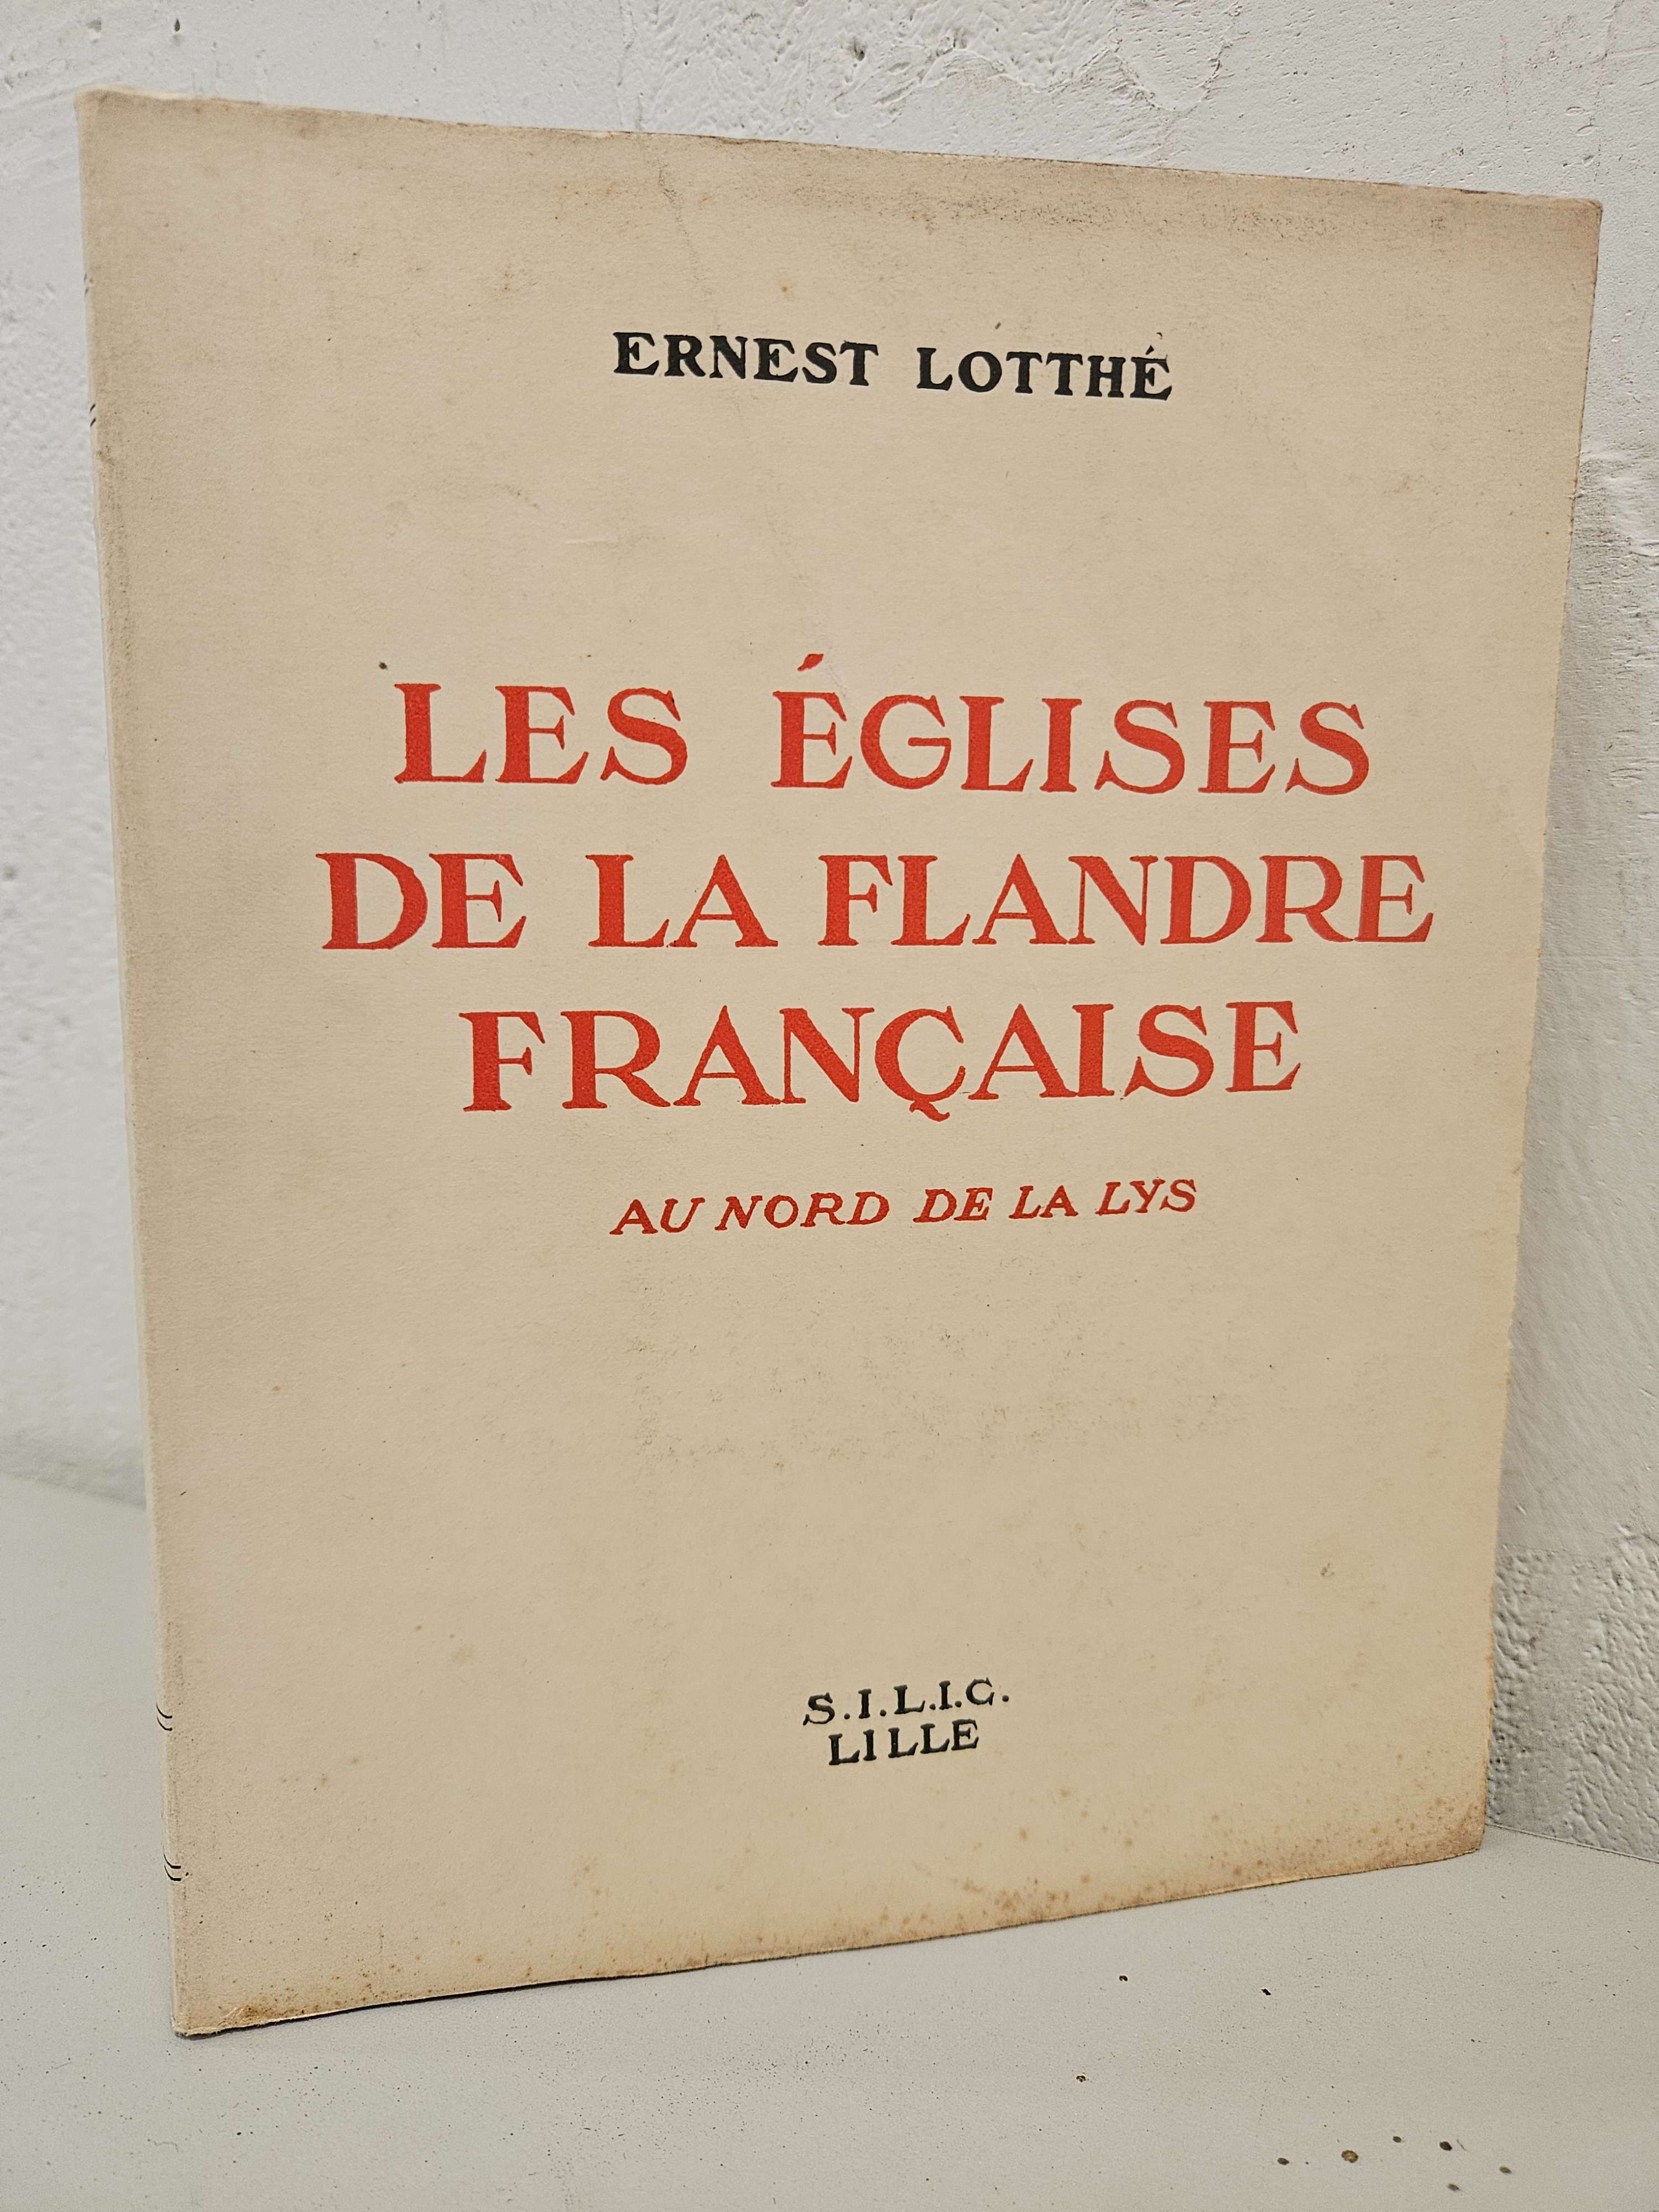 ERNEST LOTTHÉ
LES ÉGLISES
DE LA FLANDRE
FRANÇAISE
AU NORD DE LA LYS
S.I.L.I.C.
LILLE